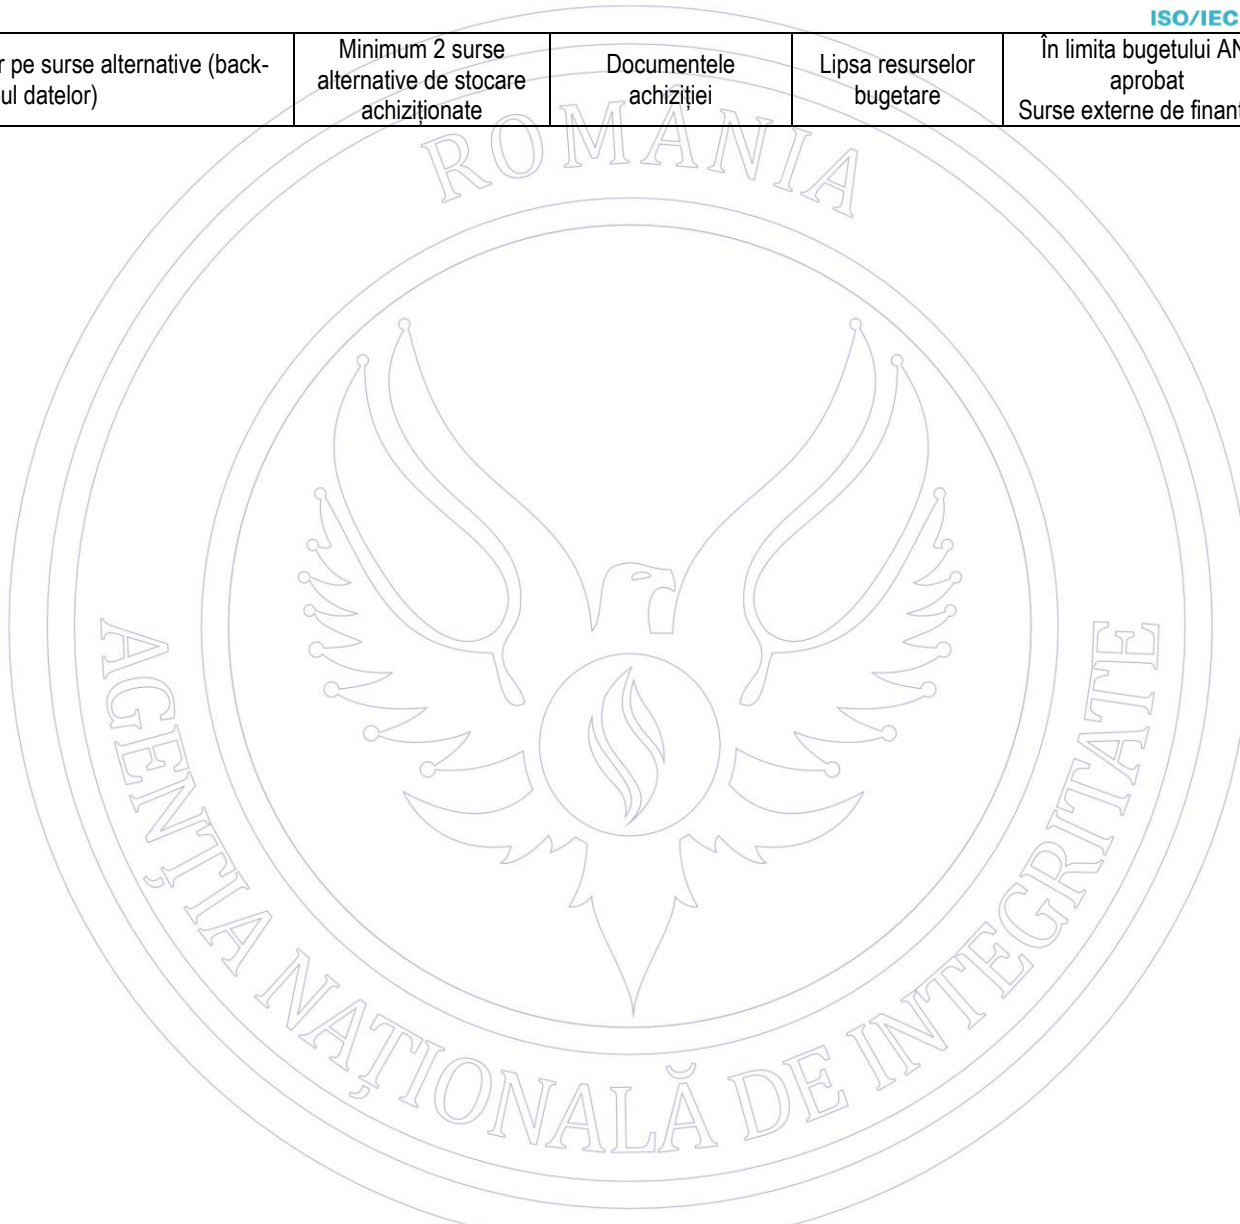 ISO/IEC
r pe surse alternative (back-
ul datelor)
Minimum 2 surse
alternative de stocare
achiziționate
Documentele
achiziției
Lipsa resurselor
bugetare
În limita bugetului AN
aprobat
Surse externe de finanț
ROMÂNIA
AGENȚIA NAȚIONALĂ DE INTEGRITATE